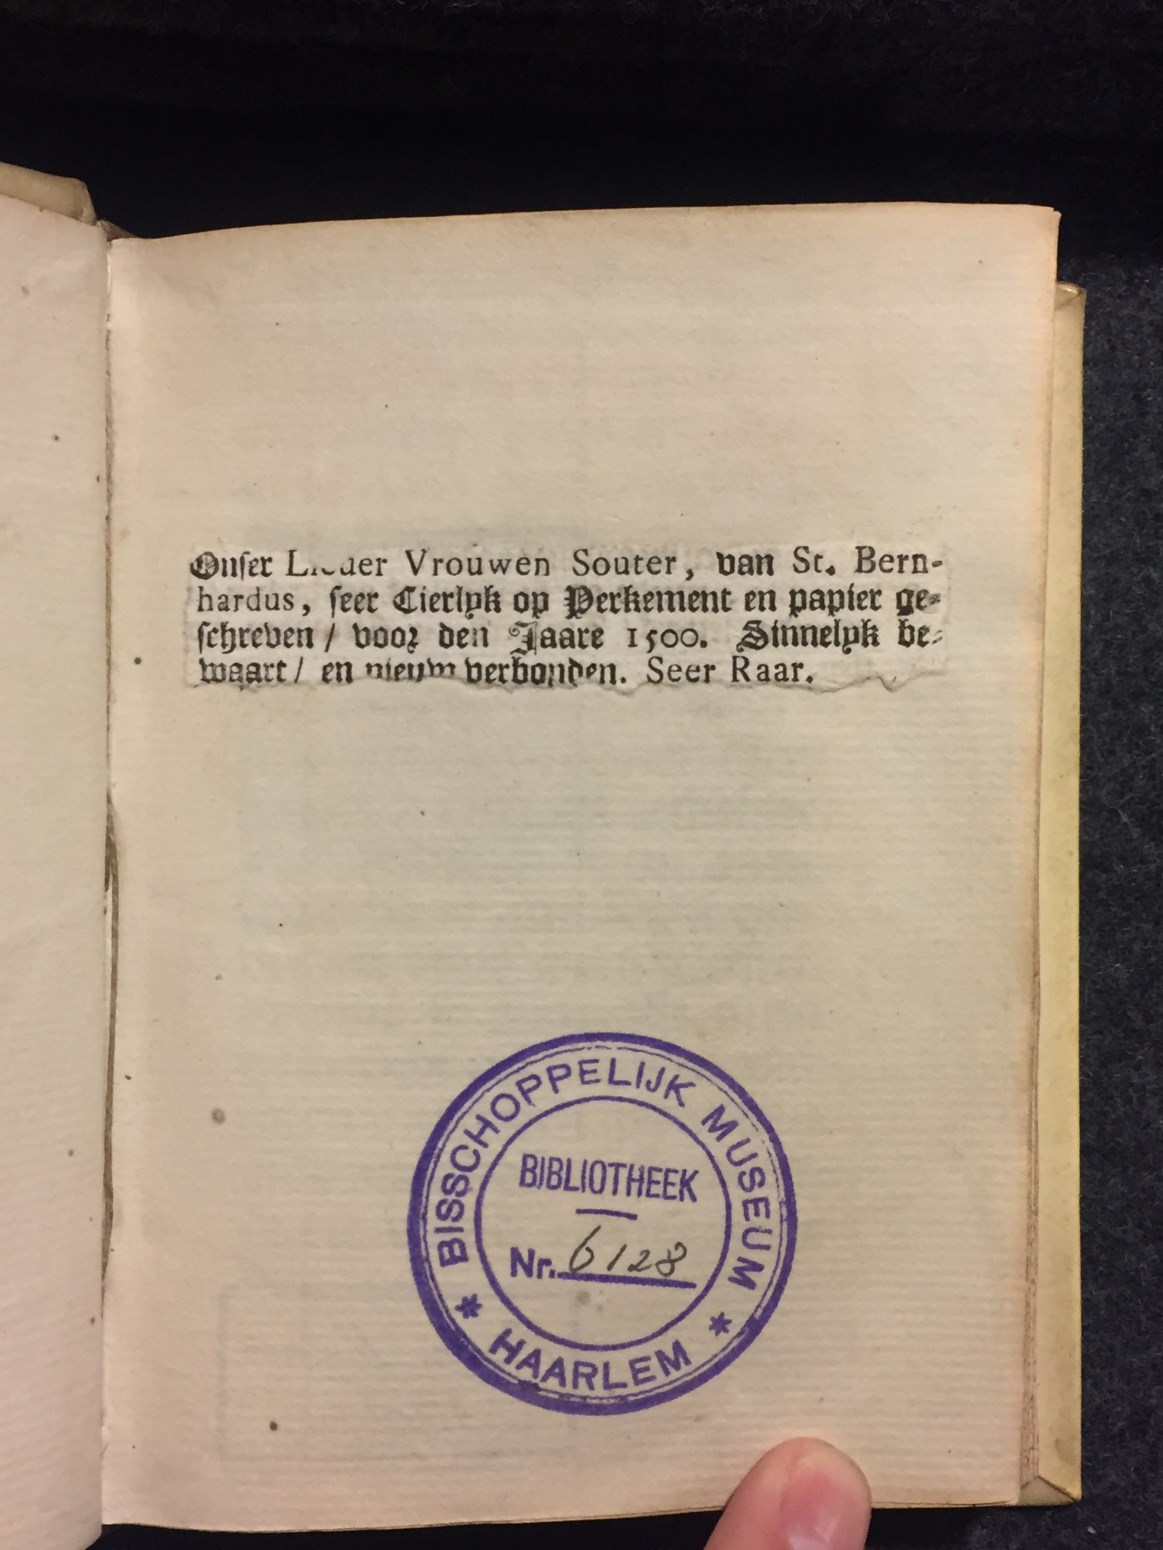 Onser Lieder Vrouwen Souter, van St. Bern-
hardus, seer Cierlyk op Perkement en papier ge-
schreven / voor den Jaare 1500. Sinnelyk be-
waart / en nieuw verbonden. Seer Raar.
BISSCHOPPELIJK MUSEUM
BIBLIOTHEEK
Nr. 6128
* HAARLEM *